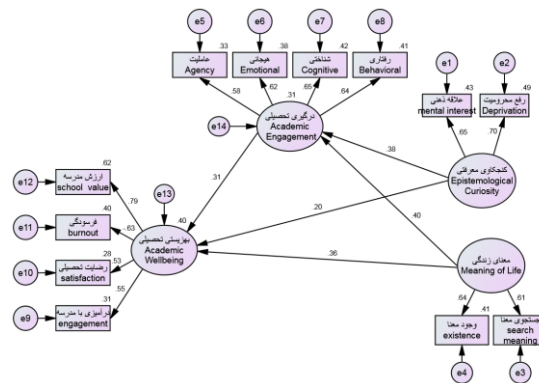 e5
e6
e7
e8
عاملیت
Agency
.33
هیجانی
Emotional
.38
شناختی
Cognitive
.42
رفتاری
Behavioral
.41
.58
.62
.65
.64
e14
.31
درگیری تحصیلی
Academic
Engagement
e1
e2
علاقه ذهنی
mental interest
.43
رفع محرومیت
Deprivation
.49
.65
.70
کنجکاوی معرفتی
Epistemological
Curiosity
.38
.31
.20
.40
.36
e12
ارزش مدرسه
school value
.62
e11
فرسودگی
burnout
.40
e10
رضایت تحصیلی
satisfaction
.28
e9
درآمیزی با مدرسه
engagement
.31
.79
-.63
.53
.55
e13
.40
بهزیستی تحصیلی
Academic
Wellbeing
معنای زندگی
Meaning of Life
.64
.61
وجود معنا
existence
.41
جستجوی معنا
search
meaning
e4
e3